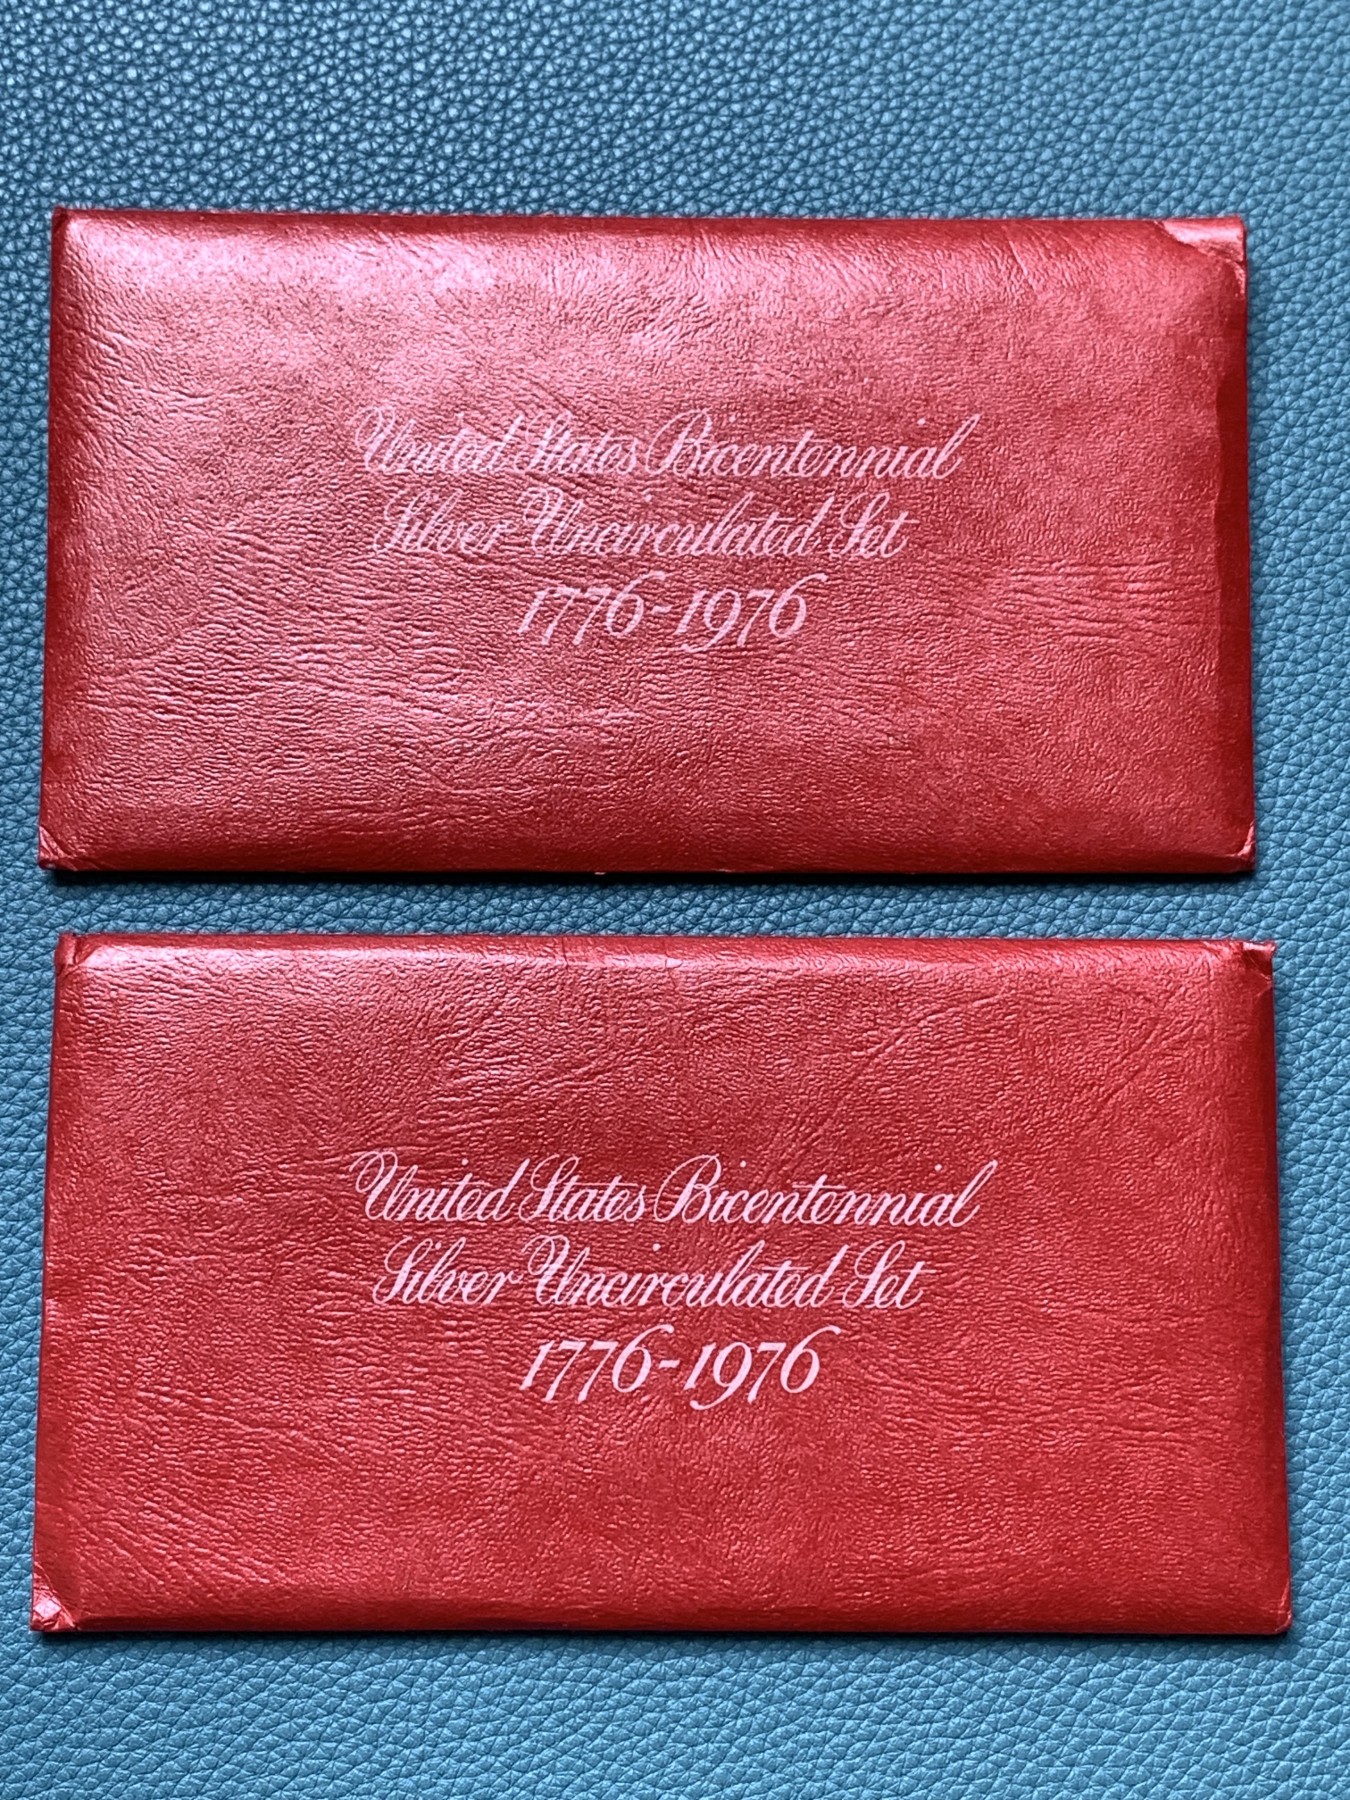 United States Bicentennial
Silver Uncirculated Set
1776-1976
United States Bicentennial
Silver Uncirculated Set
1776-1976